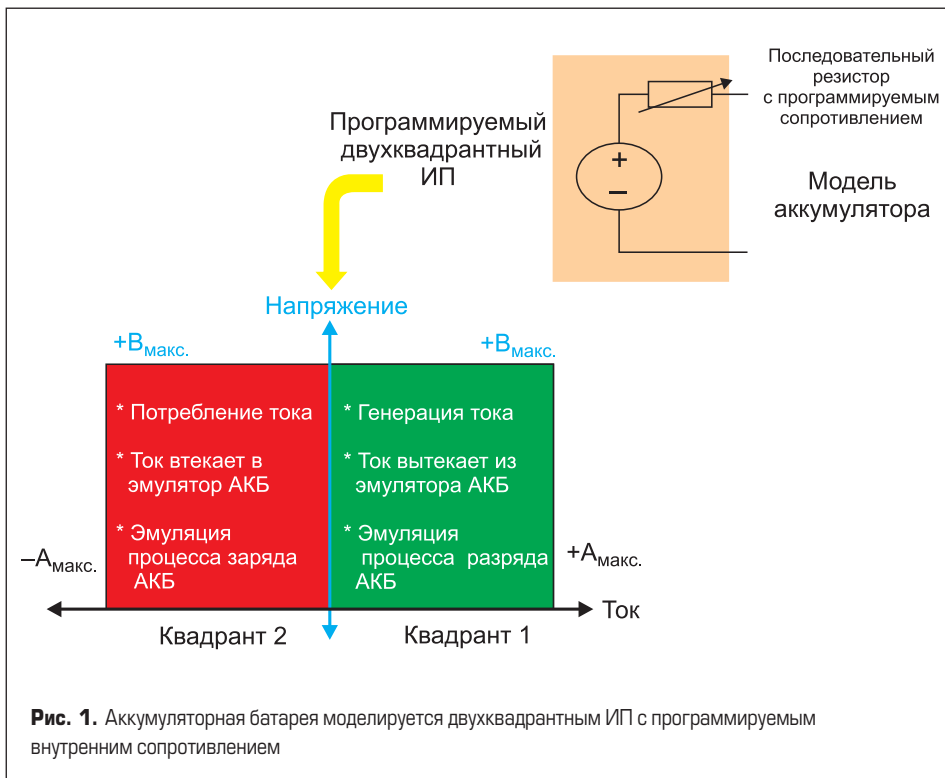 Последовательный
резистор
с программируемым
сопротивлением
Программируемый
двухквадрантный
ИП
+
–
Модель
аккумулятора
Напряжение
+Вмакс.
+Вмакс.
* Потребление тока
* Ток втекает в
эмулятор АКБ
* Эмуляция
процесса заряда
АКБ
* Генерация тока
* Ток вытекает из
эмулятора АКБ
* Эмуляция
процесса разряда
АКБ
–Aмакс.
+Aмакс.
Ток
Квадрант 2
Квадрант 1
Рис. 1. Аккумуляторная батарея моделируется двухквадрантным ИП с программируемым
внутренним сопротивлением